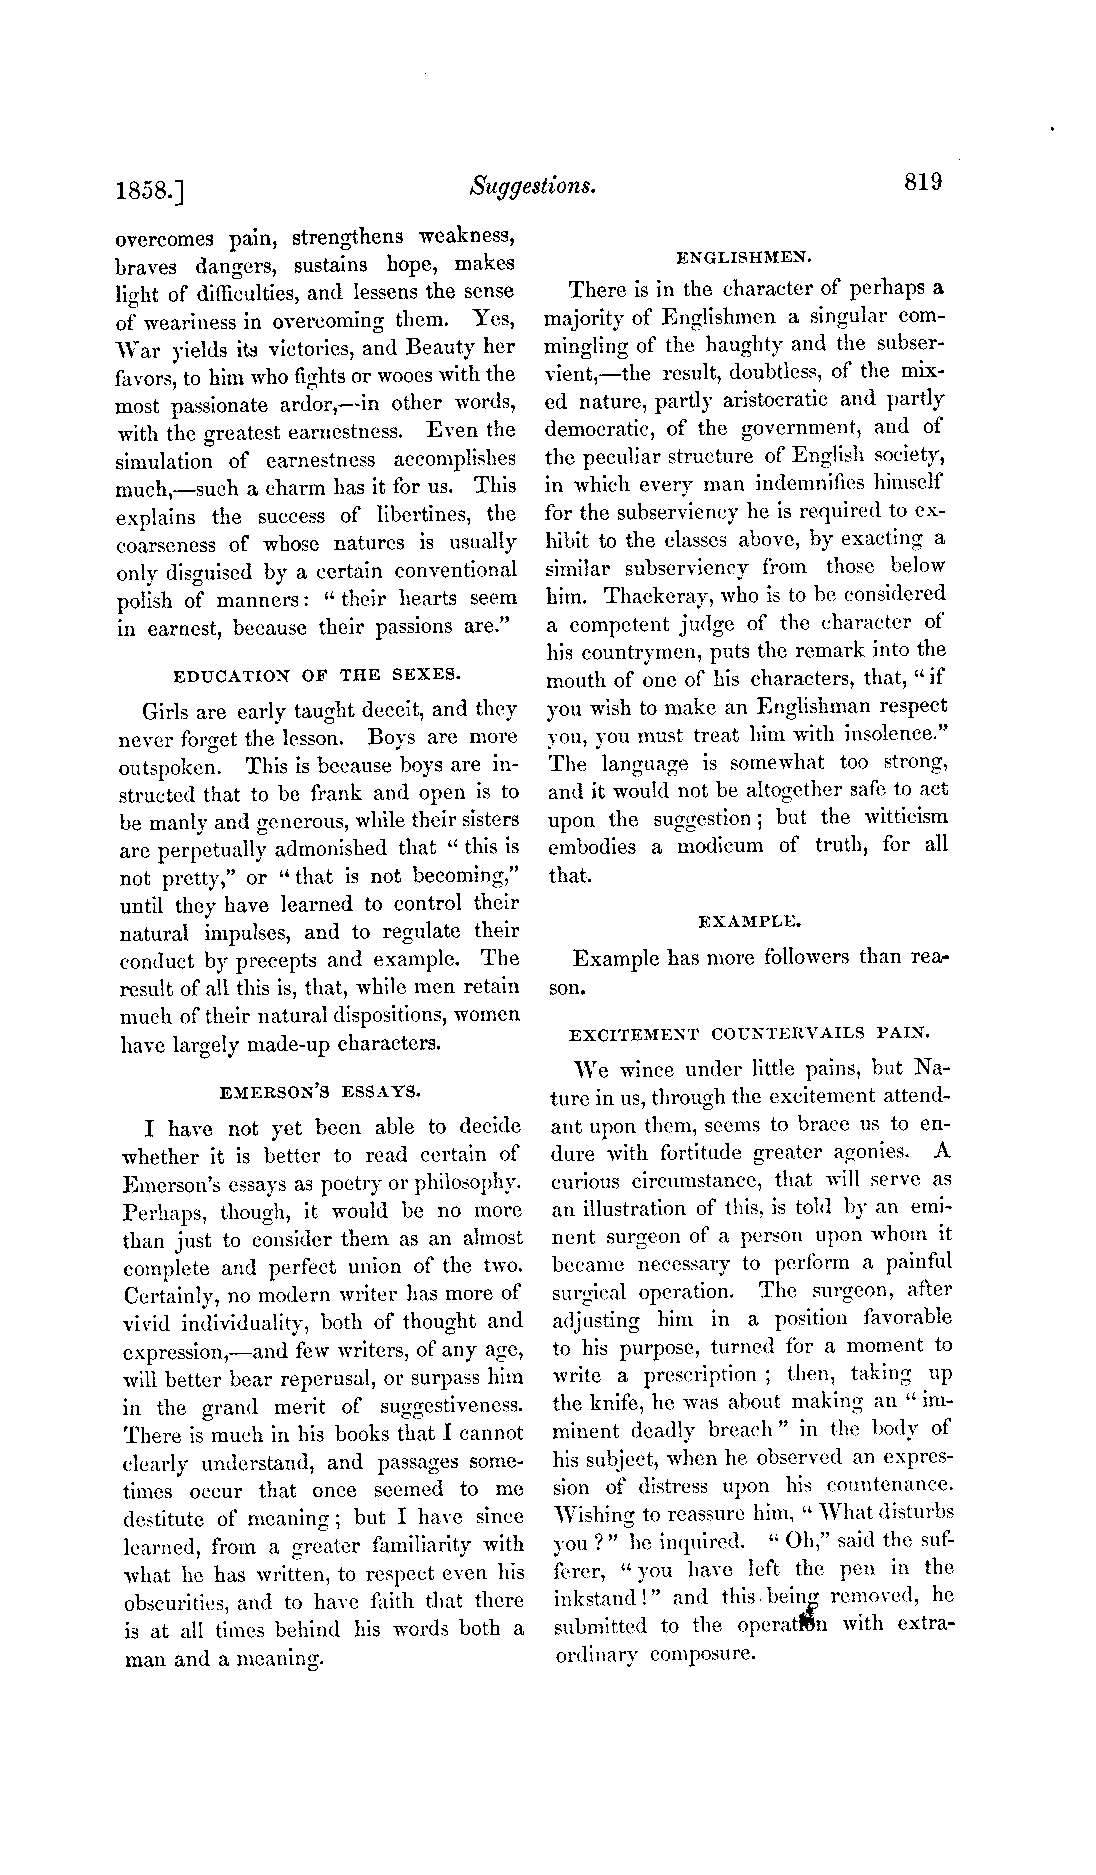 1858.] Suggestions. 819
overcomes pain, strengthens weakness,
braves dangers, sustains hope, makes
light of difficulties, and lessens the sense
of weariness in overcoming them. Yes,
War yields its victories, and Beauty her
favors, to him who fights or wooes with the
most passionate ardor,—in other words,
with the greatest earnestness. Even the
simulation of earnestness accomplishes
much,—such a charm has it for us. This
explains the success of libertines, the
coarseness of whose natures is usually
only disguised by a certain conventional
polish of manners: “their hearts seem
in earnest, because their passions are.”
EDUCATION OF THE SEXES.
Girls are early taught deceit, and they
never forget the lesson. Boys are more
outspoken. This is because boys are in-
structed that to be frank and open is to
be manly and generous, while their sisters
are perpetually admonished that “this is
not pretty,” or “that is not becoming,”
until they have learned to control their
natural impulses, and to regulate their
conduct by precepts and example. The
result of all this is, that, while men retain
much of their natural dispositions, women
have largely made-up characters.
EMERSON'S ESSAYS.
I have not yet been able to decide
whether it is better to read certain of
Emerson's essays as poetry or philosophy.
Perhaps, though, it would be no more
than just to consider them as an almost
complete and perfect union of the two.
Certainly, no modern writer has more of
vivid individuality, both of thought and
expression,—and few writers, of any age,
will better bear reperusal, or surpass him
in the grand merit of suggestiveness.
There is much in his books that I cannot
clearly understand, and passages some-
times occur that once seemed to me
destitute of meaning; but I have since
learned, from a greater familiarity with
what he has written, to respect even his
obscurities, and to have faith that there
is at all times behind his words both a
man and a meaning.
ENGLISHMEN.
There is in the character of perhaps a
majority of Englishmen a singular com-
mingling of the haughty and the subser-
vient,—the result, doubtless, of the mix-
ed nature, partly aristocratic and partly
democratic, of the government, and of
the peculiar structure of English society,
in which every man indemnifies himself
for the subserviency he is required to ex-
hibit to the classes above, by exacting a
similar subserviency from those below
him. Thackeray, who is to be considered
a competent judge of the character of
his countrymen, puts the remark into the
mouth of one of his characters, that, “if
you wish to make an Englishman respect
you, you must treat him with insolence.”
The language is somewhat too strong,
and it would not be altogether safe to act
upon the suggestion; but the witticism
embodies a modicum of truth, for all
that.
EXAMPLE.
Example has more followers than rea-
son.
EXCITEMENT COUNTERVAILS PAIN.
We wince under little pains, but Na-
ture in us, through the excitement attend-
ant upon them, seems to brace us to en-
dure with fortitude greater agonies. A
curious circumstance, that will serve as
an illustration of this, is told by an emi-
nent surgeon of a person upon whom it
became necessary to perform a painful
surgical operation. The surgeon, after
adjusting him in a position favorable
to his purpose, turned for a moment to
write a prescription; then, taking up
the knife, he was about making an “im-
minent deadly breach” in the body of
his subject, when he observed an expres-
sion of distress upon his countenance.
Wishing to reassure him, “What disturbs
you?” he inquired. “Oh,” said the suf-
ferer, “you have left the pen in the
inkstand!” and this being removed, he
submitted to the operation with extra-
ordinary composure.